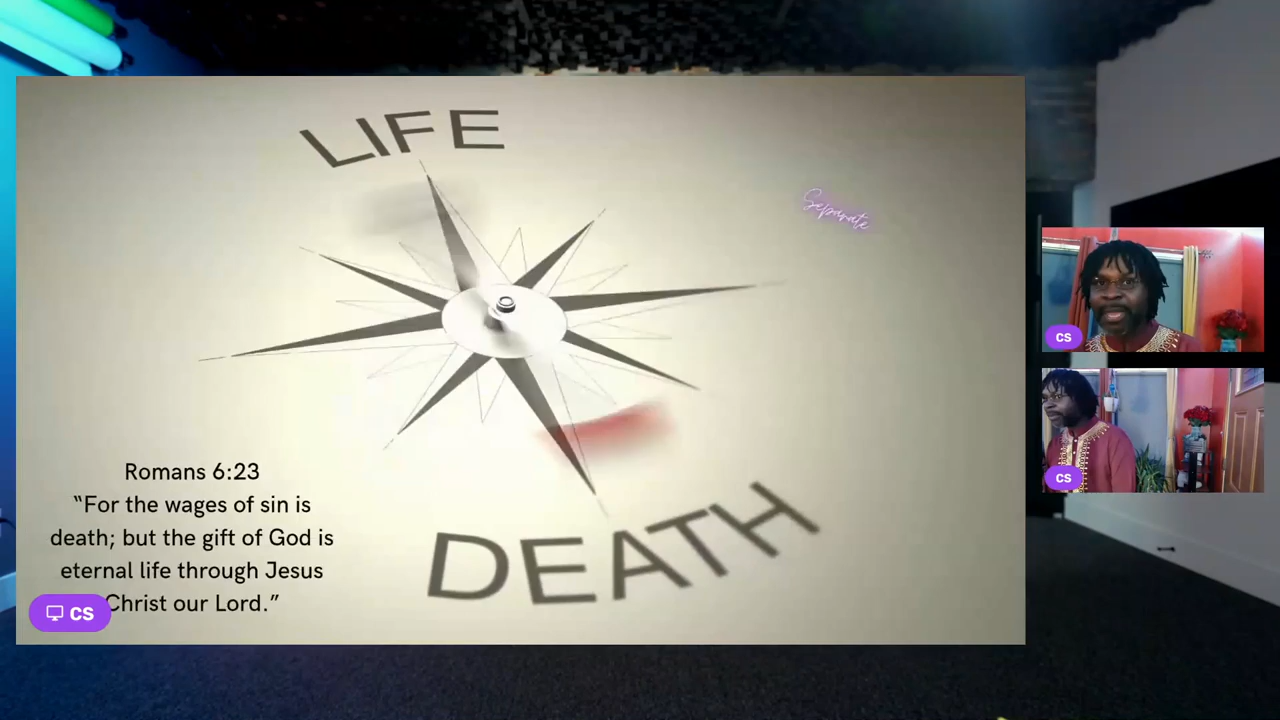 LIFE
Separate
DEATH
Romans 6:23
“For the wages of sin is
death; but the gift of God is
eternal life through Jesus
Christ our Lord.”
CS
CS
CS